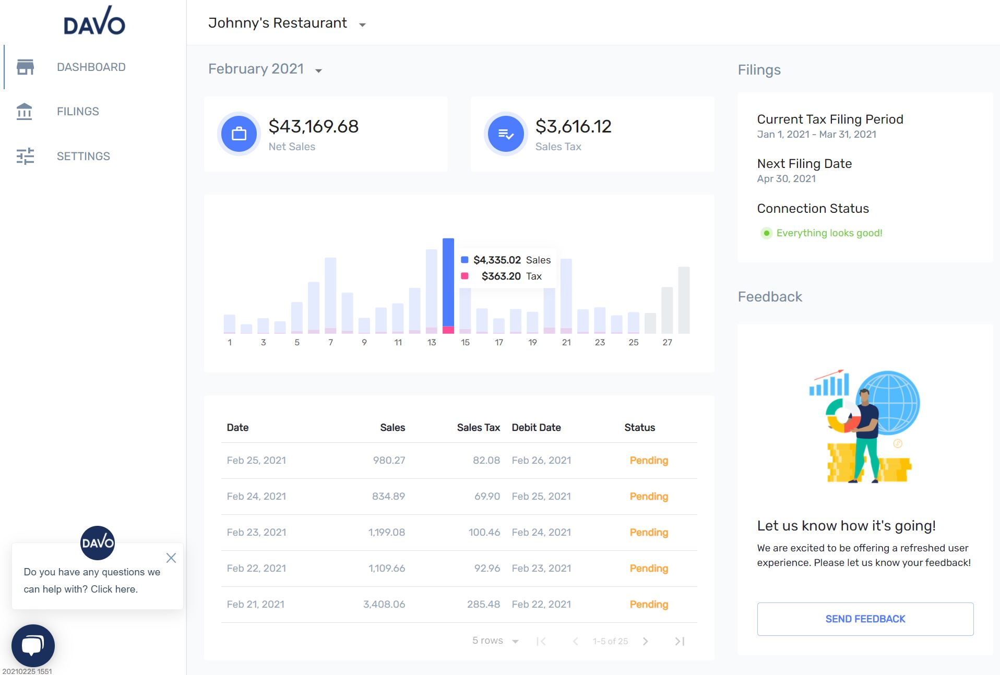 DAVO
DASHBOARD
FILINGS
SETTINGS
Johnny's Restaurant
February 2021
$43,169.68
Net Sales
$3,616.12
Sales Tax
$4,335.02 Sales
$363.20 Tax
1 3 5 7 9 11 13 15 17 19 21 23 25 27
Date Sales Sales Tax Debit Date Status
Feb 25, 2021 980.27 82.08 Feb 26, 2021 Pending
Feb 24, 2021 834.89 69.90 Feb 25, 2021 Pending
Feb 23, 2021 1,199.08 100.46 Feb 24, 2021 Pending
Feb 22, 2021 1,109.66 92.96 Feb 23, 2021 Pending
Feb 21, 2021 3,408.06 285.48 Feb 22, 2021 Pending
5 rows 1-5 of 25
Filings
Current Tax Filing Period
Jan 1, 2021 - Mar 31, 2021
Next Filing Date
Apr 30, 2021
Connection Status
Everything looks good!
Feedback
Let us know how it's going!
We are excited to be offering a refreshed user
experience. Please let us know your feedback!
SEND FEEDBACK
DAVO
Do you have any questions we
can help with? Click here.
20210225 1551